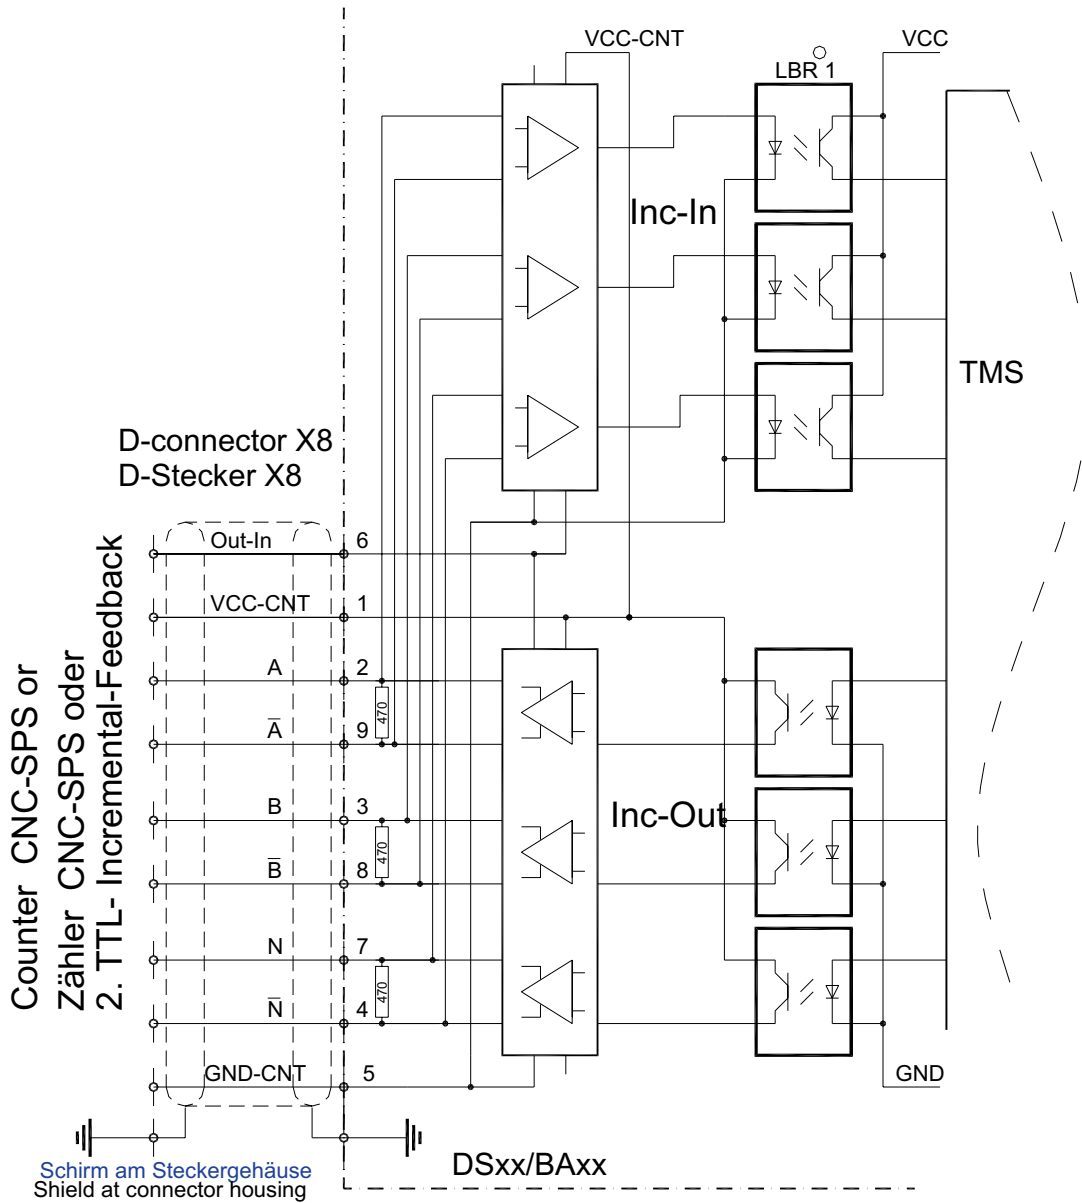 VCC-CNT
VCC
LBR 1
Inc-In
TMS
D-connector X8
D-Stecker X8
Out-In
6
VCC-CNT
1
A
2
470
A̅
9
B
3
470
B̅
8
N
7
470
N̅
4
GND-CNT
5
Inc-Out
GND
Counter CNC-SPS or
Zähler CNC-SPS oder
2. TTL- Incremental-Feedback
DSxx/BAxx
Schirm am Steckergehäuse
Shield at connector housing